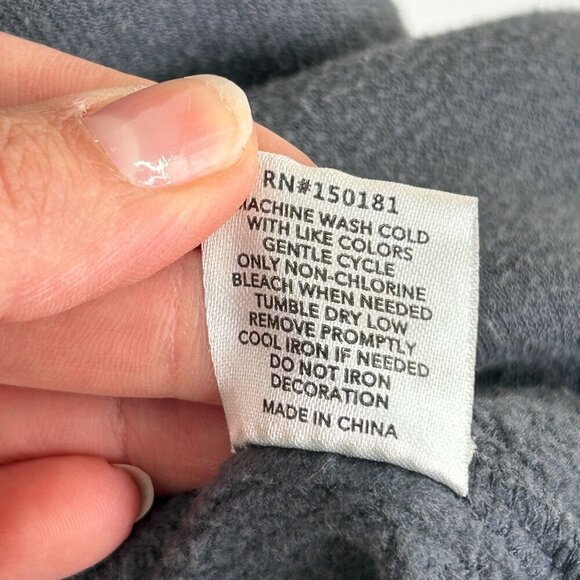 RN#150181
MACHINE WASH COLD
WITH LIKE COLORS
GENTLE CYCLE
ONLY NON-CHLORINE
BLEACH WHEN NEEDED
TUMBLE DRY LOW
REMOVE PROMPTLY
COOL IRON IF NEEDED
DO NOT IRON
DECORATION
MADE IN CHINA